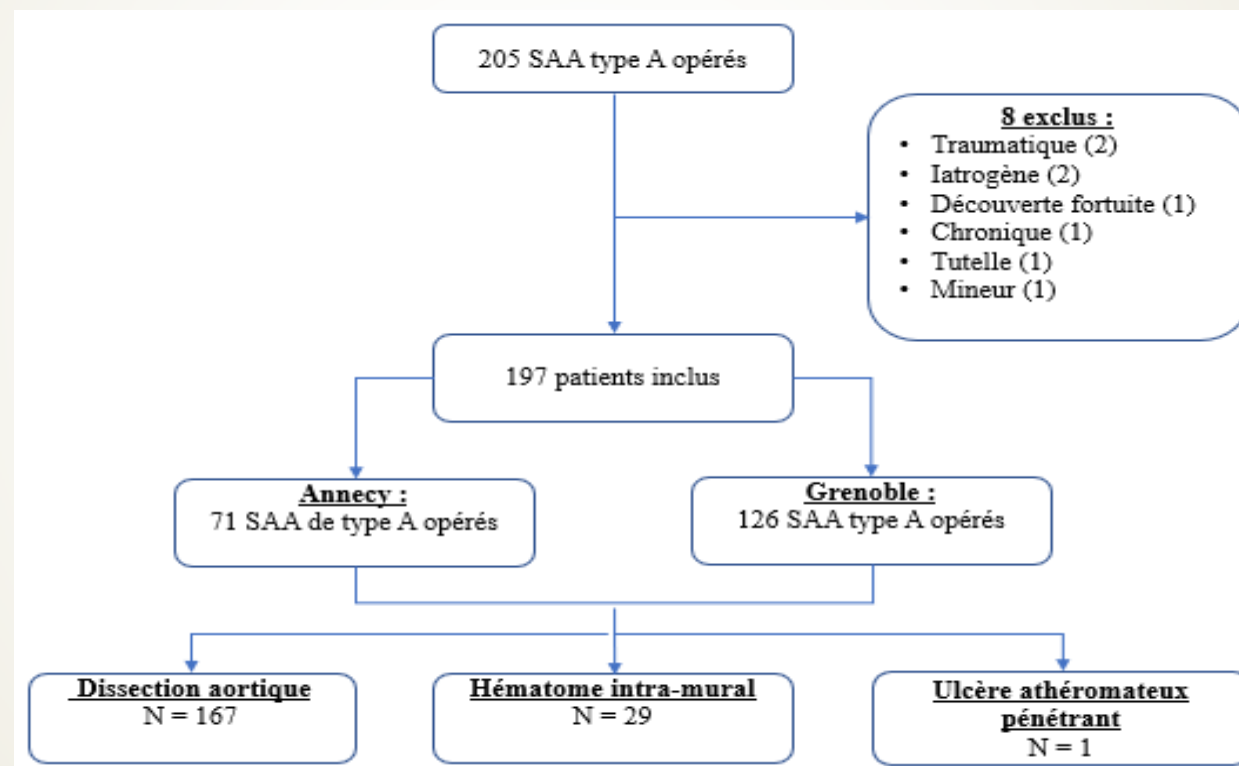 205 SAA type A opérés
8 exclus :
• Traumatique (2)
• Iatrogène (2)
• Découverte fortuite (1)
• Chronique (1)
• Tutelle (1)
• Mineur (1)
197 patients inclus
Annecy :
71 SAA de type A opérés
Grenoble :
126 SAA type A opérés
Dissection aortique
N = 167
Hématome intra-mural
N = 29
Ulcère athéromateux
pénétrant
N = 1